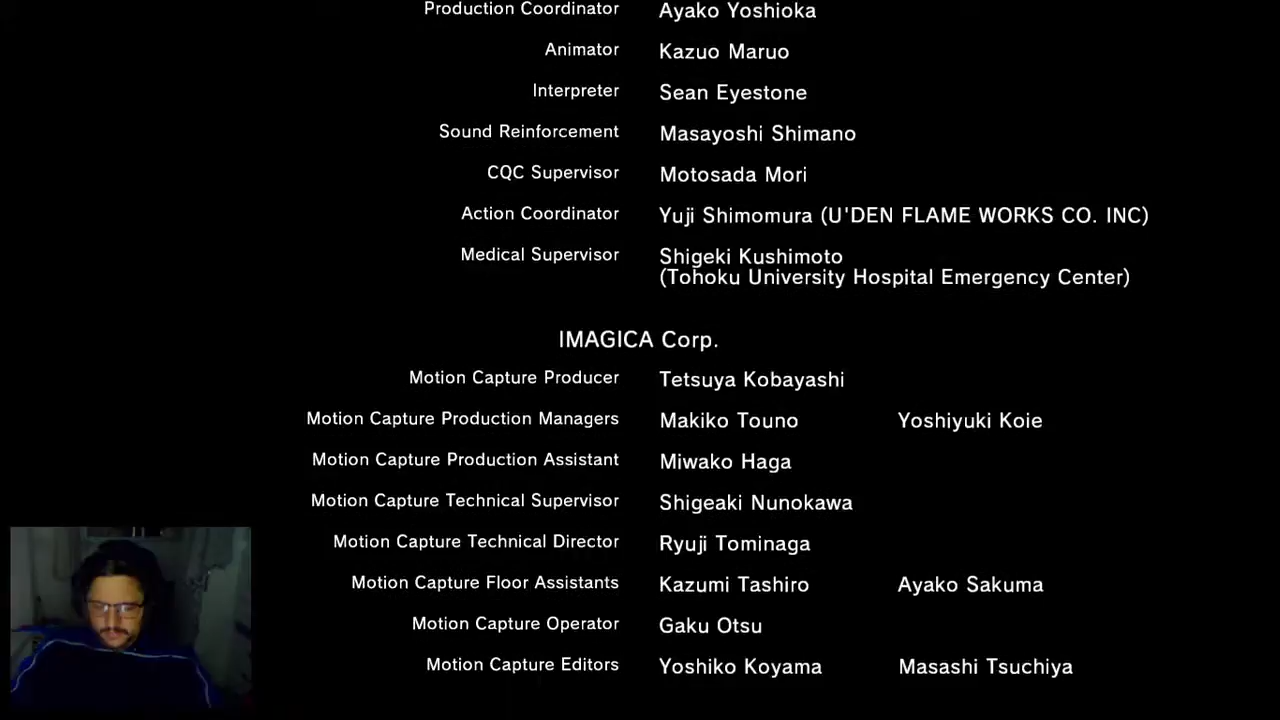 Production Coordinator Ayako Yoshioka
Animator Kazuo Maruo
Interpreter Sean Eyestone
Sound Reinforcement Masayoshi Shimano
CQC Supervisor Motosada Mori
Action Coordinator Yuji Shimomura (U'DEN FLAME WORKS CO. INC)
Medical Supervisor Shigeki Kushimoto
(Tohoku University Hospital Emergency Center)
IMAGICA Corp.
Motion Capture Producer Tetsuya Kobayashi
Motion Capture Production Managers Makiko Touno Yoshiyuki Koie
Motion Capture Production Assistant Miwako Haga
Motion Capture Technical Supervisor Shigeaki Nunokawa
Motion Capture Technical Director Ryuji Tominaga
Motion Capture Floor Assistants Kazumi Tashiro Ayako Sakuma
Motion Capture Operator Gaku Otsu
Motion Capture Editors Yoshiko Koyama Masashi Tsuchiya